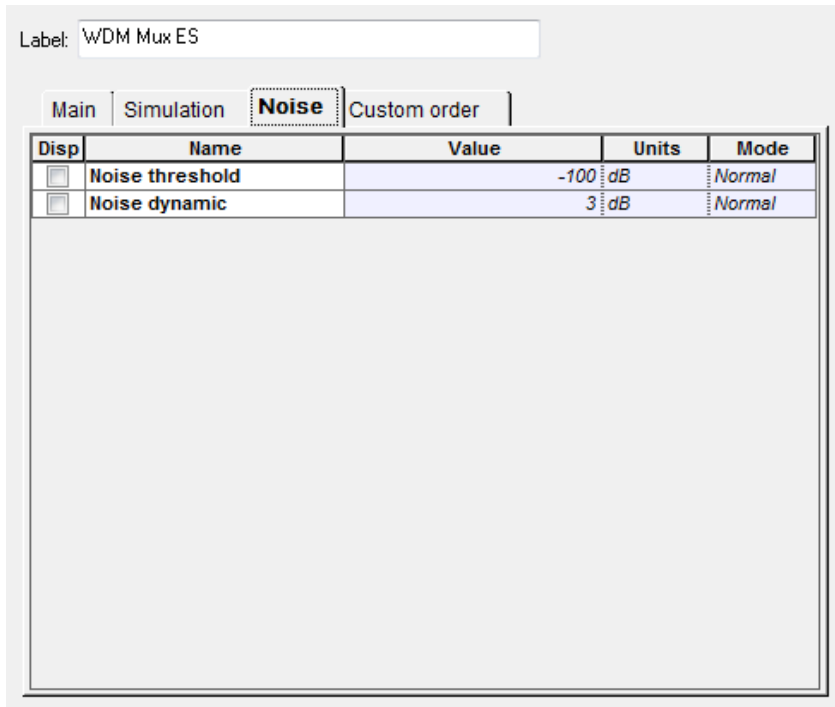 Label: WDM Mux ES
Main Simulation Noise Custom order
Disp Name Value Units Mode
Noise threshold -100 dB Normal
Noise dynamic 3 dB Normal